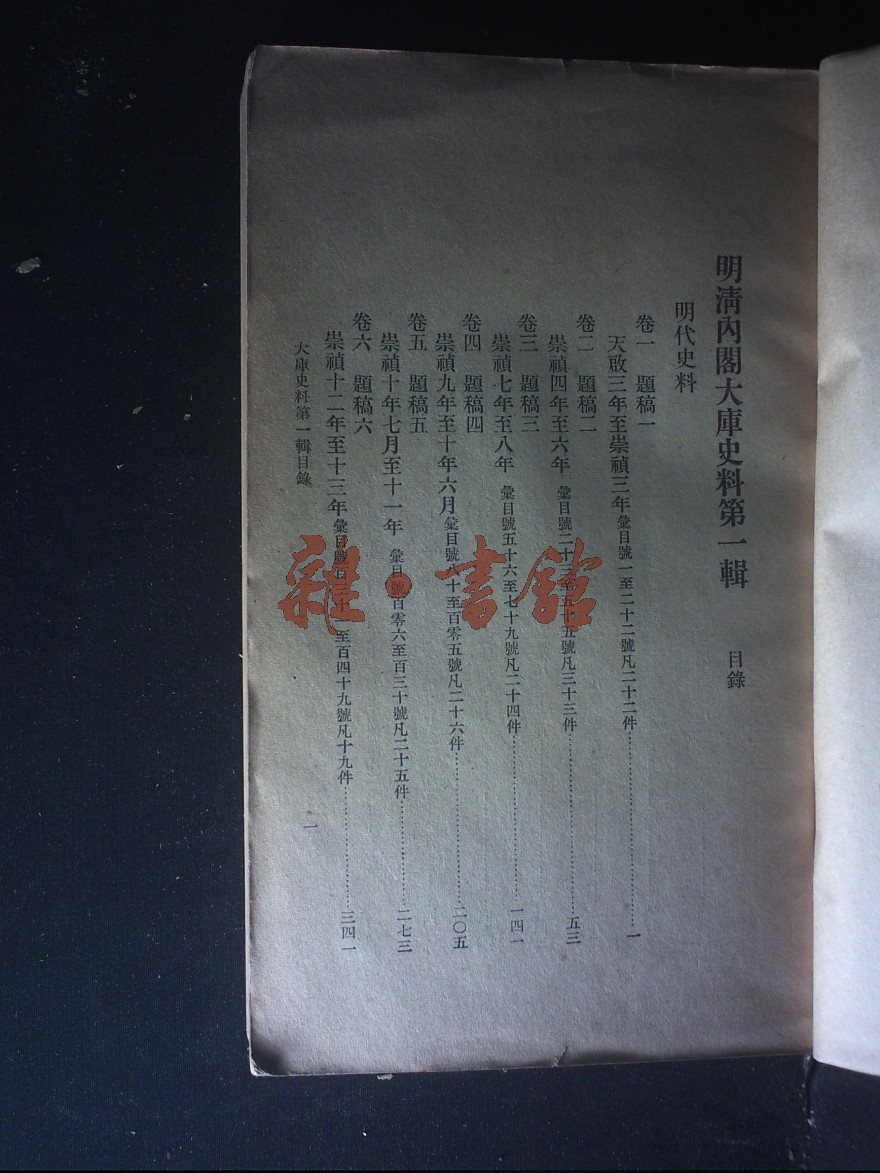 明清內閣大庫史料第一輯　目錄
明代史料
卷一　題稿一
天啟三年至崇禎三年彙目號一至二十二號凡二十二件……一
卷二　題稿二
崇禎四年至六年　彙目號二十三至五十五號凡三十三件……五三
卷三　題稿三
崇禎七年至八年　彙目號五十六至七十九號凡二十四件……一四一
卷四　題稿四
崇禎九年至十年六月彙目號八十至百零五號凡二十六件……二〇五
卷五　題稿五
崇禎十年七月至十一年　彙目號百零六至百三十號凡二十五件……二七三
卷六　題稿六
崇禎十二年至十三年彙目號百三十一至百四十九號凡十九件……三四一
大庫史料第一輯目錄　一
雜·書館